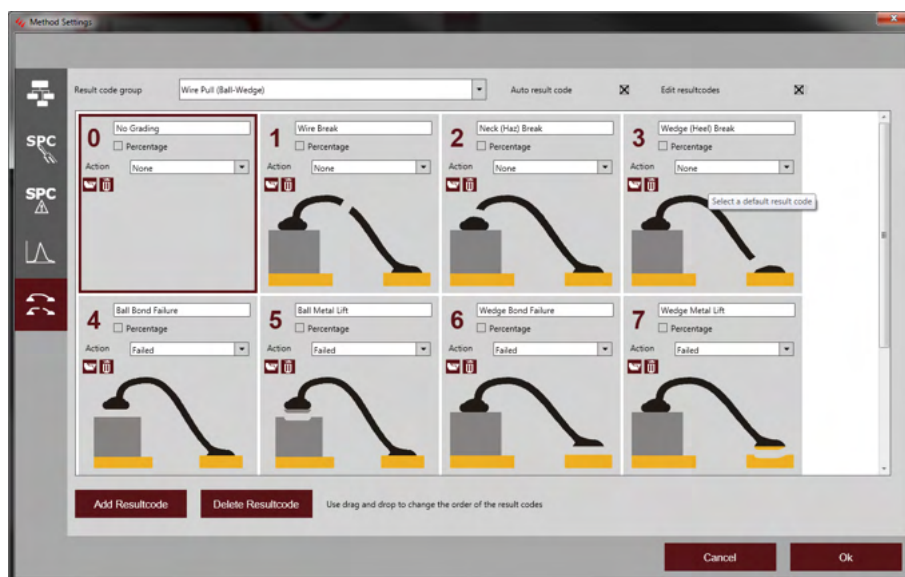 Method Settings
Result code group Wire Pull (Ball-Wedge) Auto result code Edit resultcodes
0 No Grading
Percentage
Action None
1 Wire Break
Percentage
Action None
2 Neck (Haz) Break
Percentage
Action None
3 Wedge (Heel) Break
Percentage
Action None
Select a default result code
SPC
SPC
4 Ball Bond Failure
Percentage
Action Failed
5 Ball Metal Lift
Percentage
Action Failed
6 Wedge Bond Failure
Percentage
Action Failed
7 Wedge Metal Lift
Percentage
Action Failed
Add Resultcode Delete Resultcode Use drag and drop to change the order of the result codes
Cancel Ok